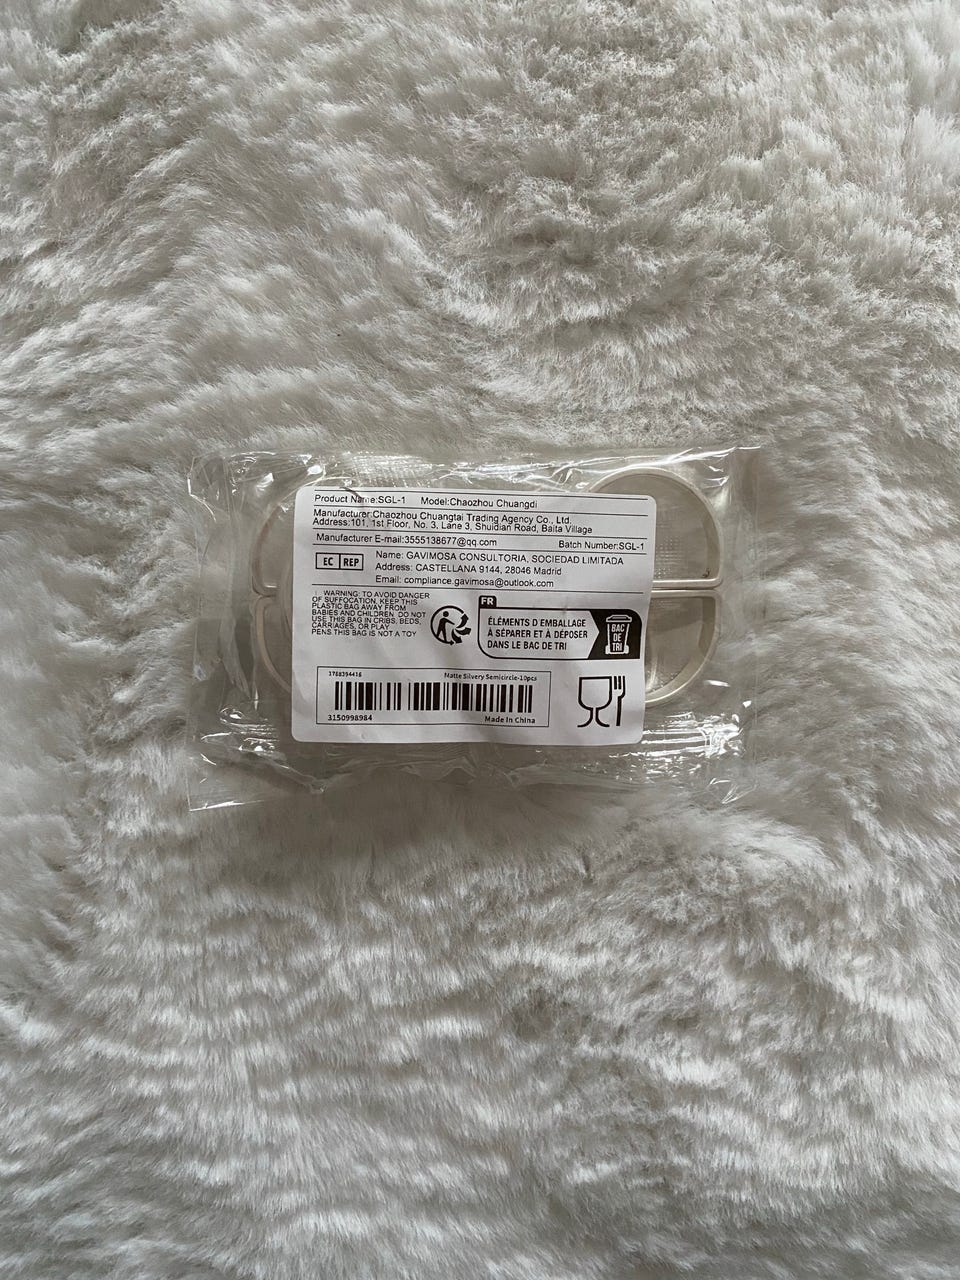 Product Name:SGL-1 Model:Chaozhou Chuangdi
Manufacturer:Chaozhou Chuangtai Trading Agency Co., Ltd.
Address:101, 1st Floor, No. 3, Lane 3, Shuidian Road, Baita Village
Manufacturer E-mail:3555138677@qq.com Batch Number:SGL-1
EC REP
Name: GAVIMOSA CONSULTORIA, SOCIEDAD LIMITADA
Address: CASTELLANA 9144, 28046 Madrid
Email: compliance.gavimosa@outlook.com
WARNING: TO AVOID DANGER
OF SUFFOCATION, KEEP THIS
PLASTIC BAG AWAY FROM
BABIES AND CHILDREN. DO NOT
USE THIS BAG IN CRIBS, BEDS,
CARRIAGES, OR PLAY
PENS.THIS BAG IS NOT A TOY
FR
ÉLÉMENTS D'EMBALLAGE
À SÉPARER ET À DÉPOSER
DANS LE BAC DE TRI
BAC
DE
TRI
1788394416 Matte Silvery Semicircle-10pcs
3150998984 Made In China